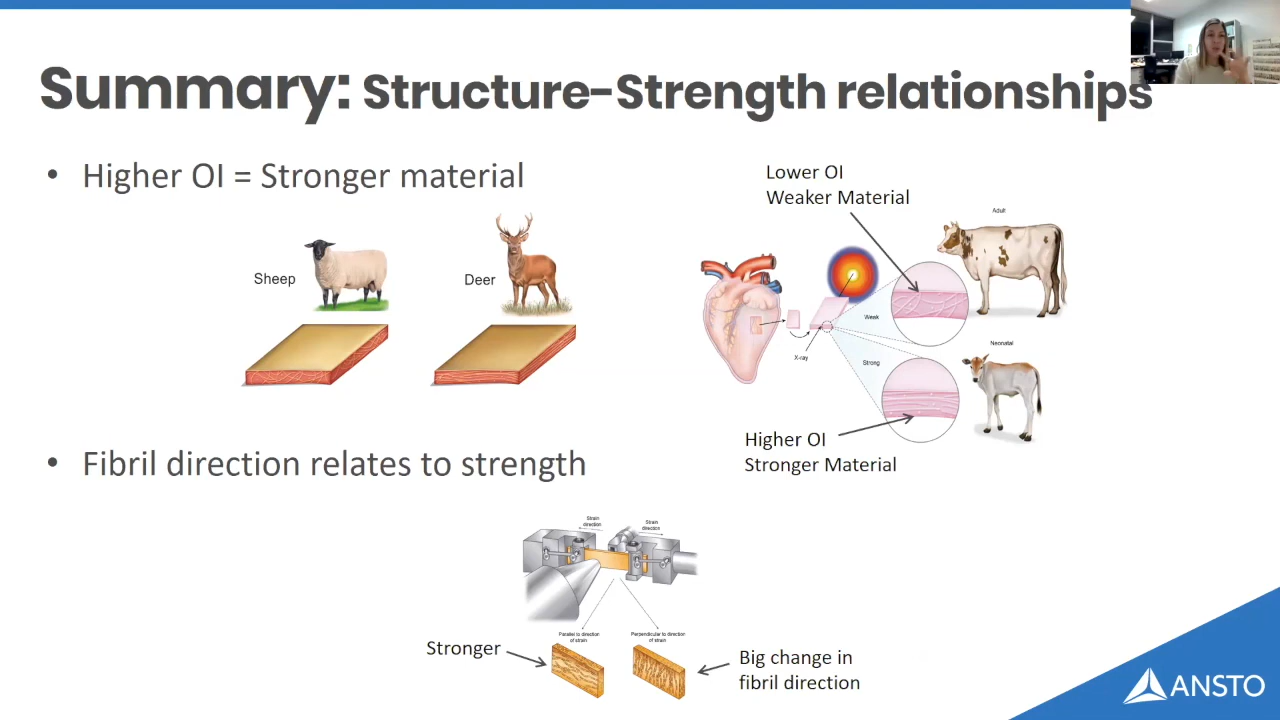 Summary: Structure-Strength relationships
• Higher OI = Stronger material
Sheep
Deer
Lower OI
Weaker Material
Adult
Weak
X-ray
Strong
Neonatal
Higher OI
Stronger Material
• Fibril direction relates to strength
Strain
direction
Strain
direction
Parallel to direction
of strain
Perpendicular to direction
of strain
Stronger
Big change in
fibril direction
ANSTO